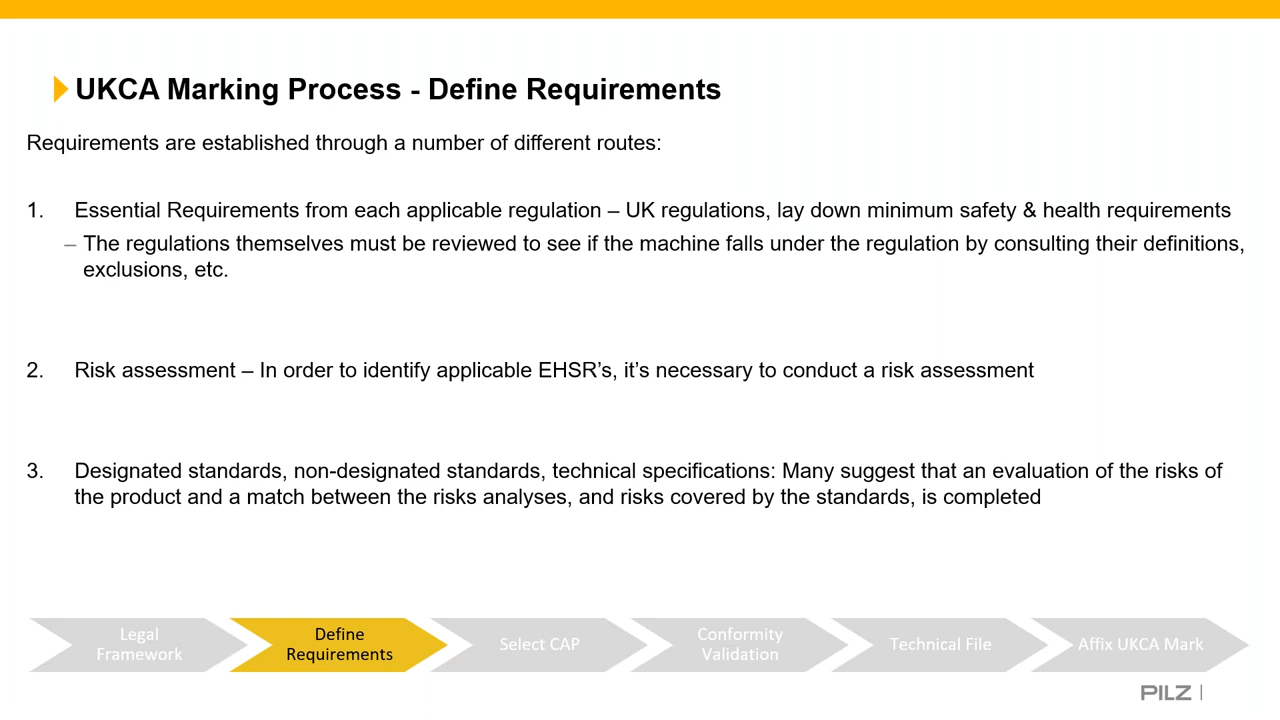 UKCA Marking Process - Define Requirements
Requirements are established through a number of different routes:
1. Essential Requirements from each applicable regulation – UK regulations, lay down minimum safety & health requirements
– The regulations themselves must be reviewed to see if the machine falls under the regulation by consulting their definitions,
exclusions, etc.
2. Risk assessment – In order to identify applicable EHSR’s, it’s necessary to conduct a risk assessment
3. Designated standards, non-designated standards, technical specifications: Many suggest that an evaluation of the risks of
the product and a match between the risks analyses, and risks covered by the standards, is completed
Legal
Framework
Define
Requirements
Select CAP
Conformity
Validation
Technical File
Affix UKCA Mark
PILZ